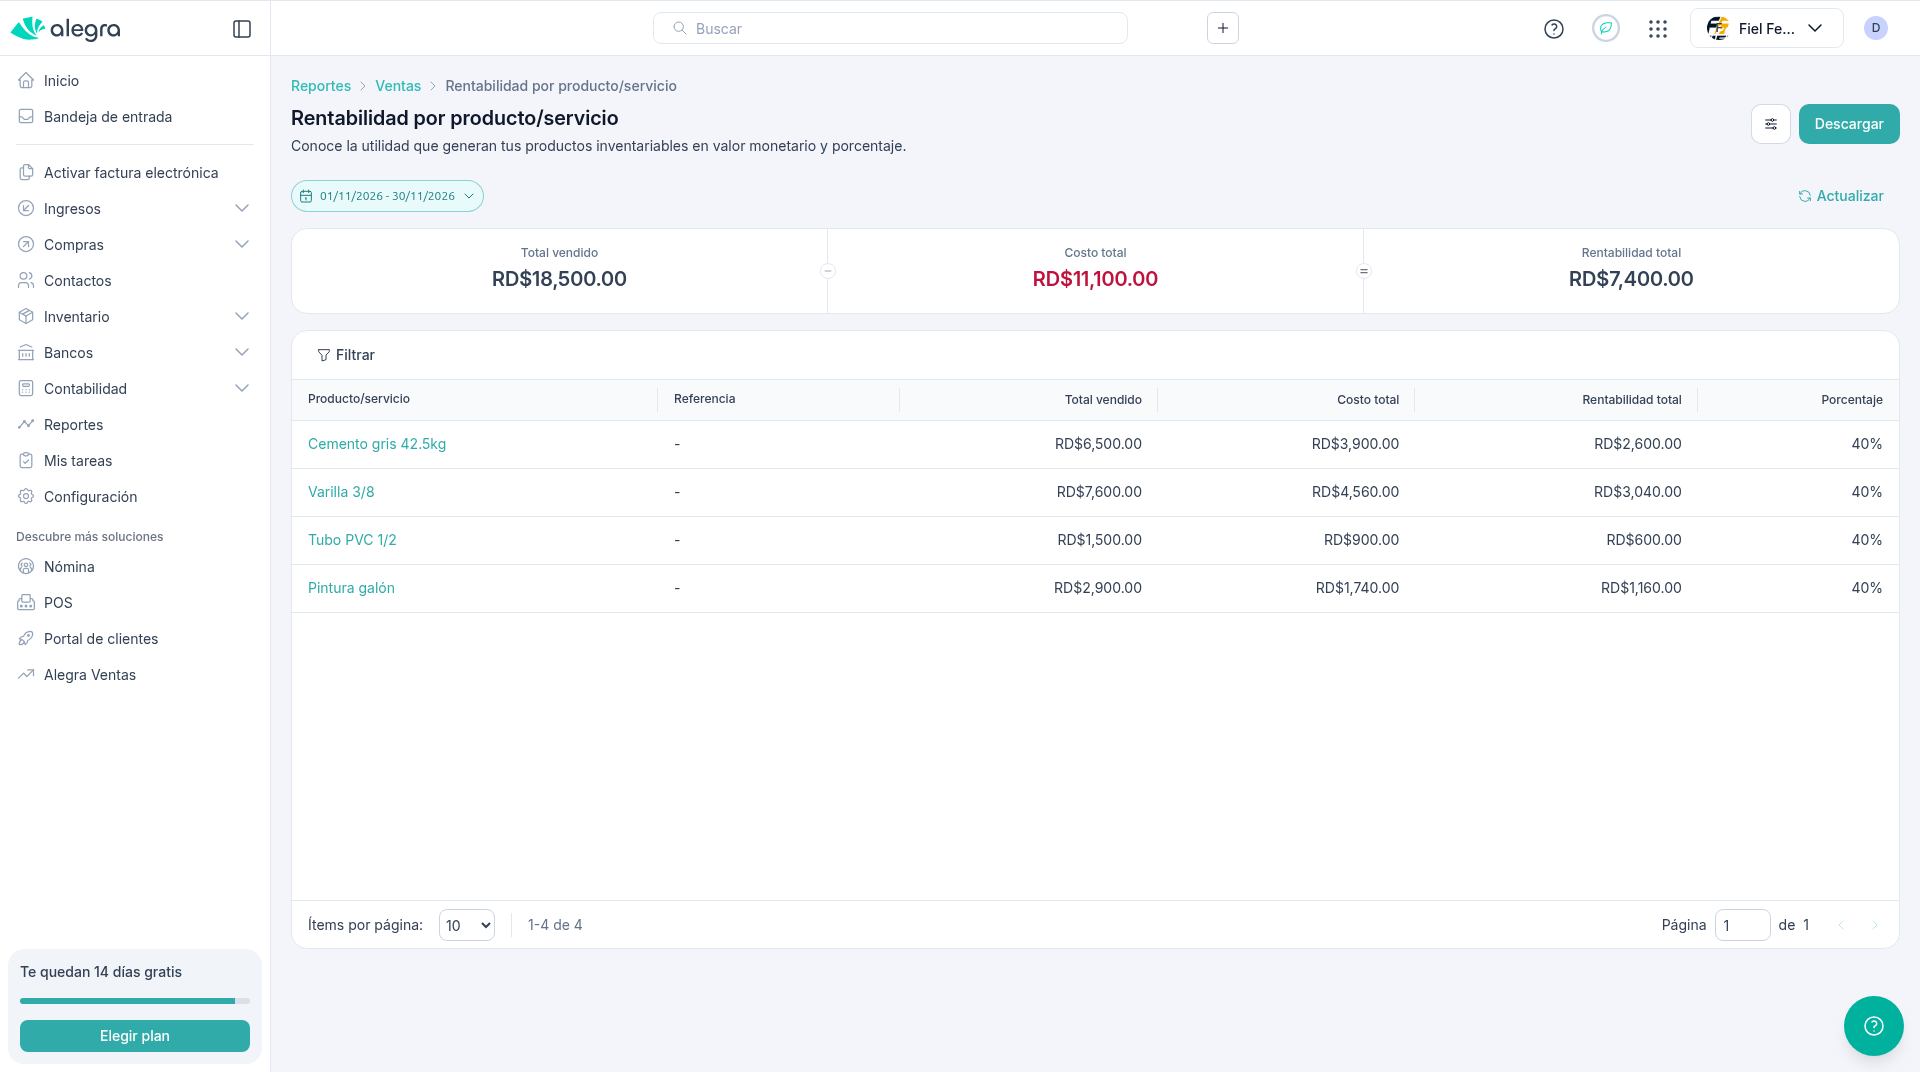 alegra
Buscar
Fiel Fe...
D
Inicio
Bandeja de entrada
Activar factura electrónica
Ingresos
Compras
Contactos
Inventario
Bancos
Contabilidad
Reportes
Mis tareas
Configuración
Descubre más soluciones
Nómina
POS
Portal de clientes
Alegra Ventas
Te quedan 14 días gratis
Elegir plan
Reportes > Ventas > Rentabilidad por producto/servicio
Rentabilidad por producto/servicio
Conoce la utilidad que generan tus productos inventariables en valor monetario y porcentaje.
Descargar
01/11/2026 - 30/11/2026
Actualizar
Total vendido
RD$18,500.00
−
Costo total
RD$11,100.00
=
Rentabilidad total
RD$7,400.00
Filtrar
Producto/servicio Referencia Total vendido Costo total Rentabilidad total Porcentaje
Cemento gris 42.5kg - RD$6,500.00 RD$3,900.00 RD$2,600.00 40%
Varilla 3/8 - RD$7,600.00 RD$4,560.00 RD$3,040.00 40%
Tubo PVC 1/2 - RD$1,500.00 RD$900.00 RD$600.00 40%
Pintura galón - RD$2,900.00 RD$1,740.00 RD$1,160.00 40%
Ítems por página: 10 1-4 de 4 Página 1 de 1